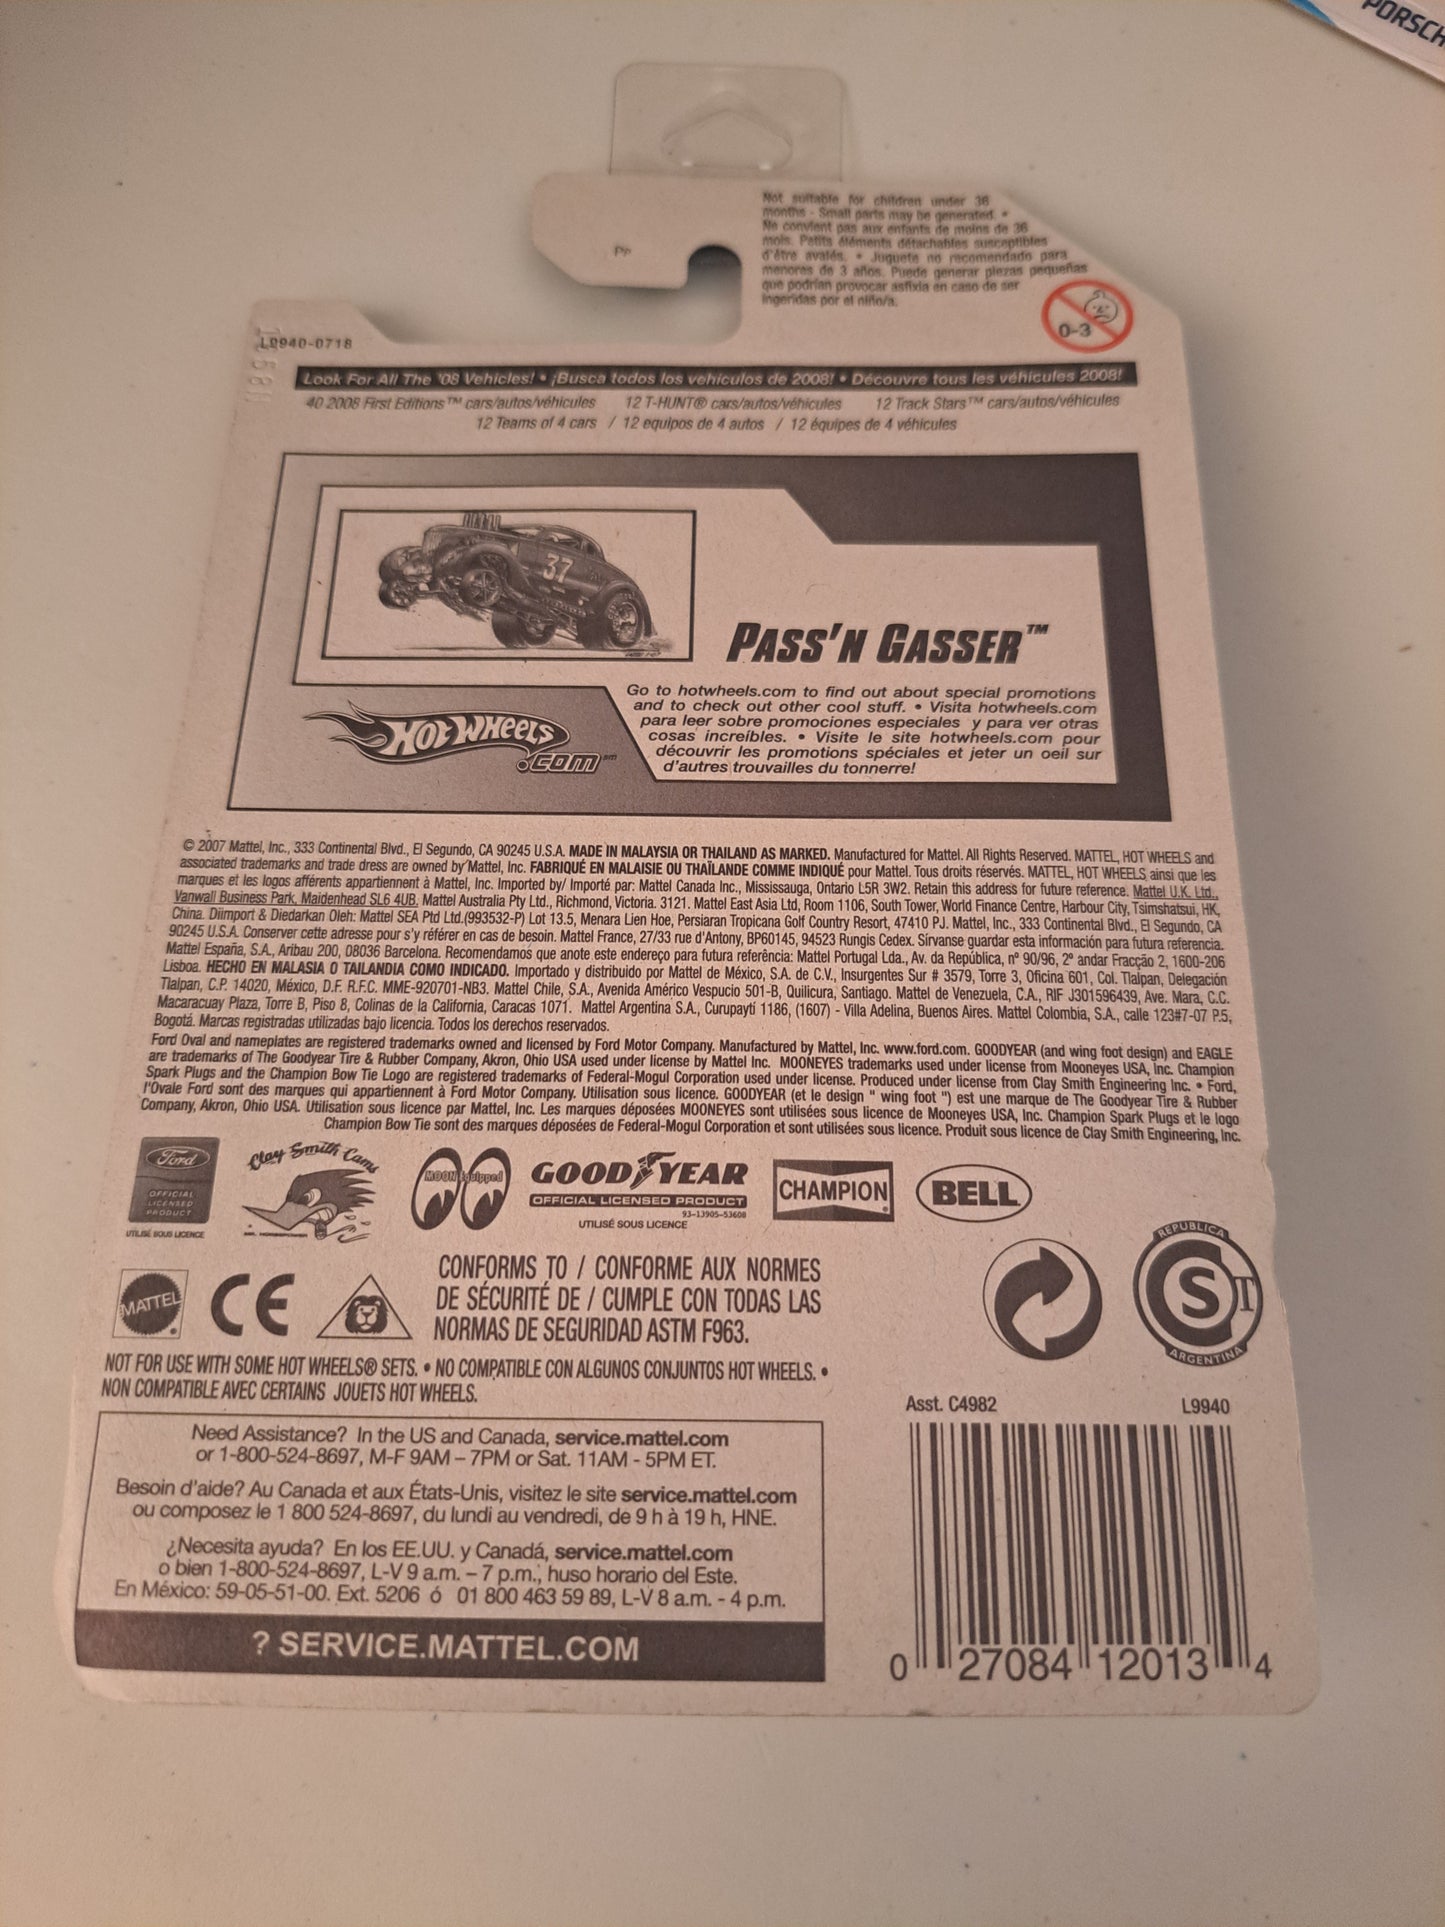 PORSCH
Not suitable for children under 36
months - Small parts may be generated. •
Ne convient pas aux enfants de moins de 36
mois. Petits éléments détachables susceptibles
d'être avalés. • Juguete no recomendado para
menores de 3 años. Puede generar piezas pequeñas
que podrían provocar asfixia en caso de ser
ingeridas por el niño/a.
PP
0-3
L9940-0718
Look For All The '08 Vehicles! • ¡Busca todos los vehículos de 2008! • Découvre tous les véhicules 2008!
40 2008 First Editions™ cars/autos/véhicules 12 T-HUNT® cars/autos/véhicules 12 Track Stars™ cars/autos/véhicules
12 Teams of 4 cars / 12 equipos de 4 autos / 12 équipes de 4 véhicules
37
PASS'N GASSER™
Go to hotwheels.com to find out about special promotions
and to check out other cool stuff. • Visita hotwheels.com
para leer sobre promociones especiales y para ver otras
cosas increíbles. • Visite le site hotwheels.com pour
découvrir les promotions spéciales et jeter un oeil sur
d'autres trouvailles du tonnerre!
HOT WHEELS
.COM℠
© 2007 Mattel, Inc., 333 Continental Blvd., El Segundo, CA 90245 U.S.A. MADE IN MALAYSIA OR THAILAND AS MARKED. Manufactured for Mattel. All Rights Reserved. MATTEL, HOT WHEELS and
associated trademarks and trade dress are owned by Mattel, Inc. FABRIQUÉ EN MALAISIE OU THAÏLANDE COMME INDIQUÉ pour Mattel. Tous droits réservés. MATTEL, HOT WHEELS ainsi que les
marques et les logos afférents appartiennent à Mattel, Inc. Imported by/ Importé par: Mattel Canada Inc., Mississauga, Ontario L5R 3W2. Retain this address for future reference. Mattel U.K. Ltd.,
Vanwall Business Park, Maidenhead SL6 4UB. Mattel Australia Pty Ltd., Richmond, Victoria. 3121. Mattel East Asia Ltd, Room 1106, South Tower, World Finance Centre, Harbour City, Tsimshatsui, HK,
China. Diimport & Diedarkan Oleh: Mattel SEA Ptd Ltd.(993532-P) Lot 13.5, Menara Lien Hoe, Persiaran Tropicana Golf Country Resort, 47410 PJ. Mattel, Inc., 333 Continental Blvd., El Segundo, CA
90245 U.S.A. Conserver cette adresse pour s'y référer en cas de besoin. Mattel France, 27/33 rue d'Antony, BP60145, 94523 Rungis Cedex. Sírvanse guardar esta información para futura referencia.
Mattel España, S.A., Aribau 200, 08036 Barcelona. Recomendamos que anote este endereço para futura referência: Mattel Portugal Lda., Av. da República, nº 90/96, 2º andar Fracção 2, 1600-206
Lisboa. HECHO EN MALASIA O TAILANDIA COMO INDICADO. Importado y distribuido por Mattel de México, S.A. de C.V., Insurgentes Sur # 3579, Torre 3, Oficina 601, Col. Tlalpan, Delegación
Tlalpan, C.P. 14020, México, D.F. R.F.C. MME-920701-NB3. Mattel Chile, S.A., Avenida Américo Vespucio 501-B, Quilicura, Santiago. Mattel de Venezuela, C.A., RIF J301596439, Ave. Mara, C.C.
Macaracuay Plaza, Torre B, Piso 8, Colinas de la California, Caracas 1071. Mattel Argentina S.A., Curupaytí 1186, (1607) - Villa Adelina, Buenos Aires. Mattel Colombia, S.A., calle 123#7-07 P.5,
Bogotá. Marcas registradas utilizadas bajo licencia. Todos los derechos reservados.
Ford Oval and nameplates are registered trademarks owned and licensed by Ford Motor Company. Manufactured by Mattel, Inc. www.ford.com. GOODYEAR (and wing foot design) and EAGLE
are trademarks of The Goodyear Tire & Rubber Company, Akron, Ohio USA used under license by Mattel Inc. MOONEYES trademarks used under license from Mooneyes USA, Inc. Champion
Spark Plugs and the Champion Bow Tie Logo are registered trademarks of Federal-Mogul Corporation used under license. Produced under license from Clay Smith Engineering Inc. • Ford,
l'Ovale Ford sont des marques qui appartiennent à Ford Motor Company. Utilisation sous licence. GOODYEAR (et le design " wing foot ") est une marque de The Goodyear Tire & Rubber
Company, Akron, Ohio USA. Utilisation sous licence par Mattel, Inc. Les marques déposées MOONEYES sont utilisées sous licence de Mooneyes USA, Inc. Champion Spark Plugs et le logo
Champion Bow Tie sont des marques déposées de Federal-Mogul Corporation et sont utilisées sous licence. Produit sous licence de Clay Smith Engineering, Inc.
Ford
OFFICIAL
LICENSED
PRODUCT
UTILISÉ SOUS LICENCE
Clay Smith Cams
MR. HORSEPOWER
MOON Equipped
GOODYEAR
OFFICIAL LICENSED PRODUCT
93-13905-53608
UTILISÉ SOUS LICENCE
CHAMPION
BELL
MATTEL
CE
CONFORMS TO / CONFORME AUX NORMES
DE SÉCURITÉ DE / CUMPLE CON TODAS LAS
NORMAS DE SEGURIDAD ASTM F963.
REPUBLICA
S T
ARGENTINA
NOT FOR USE WITH SOME HOT WHEELS® SETS. • NO COMPATIBLE CON ALGUNOS CONJUNTOS HOT WHEELS. •
NON COMPATIBLE AVEC CERTAINS JOUETS HOT WHEELS.
Need Assistance? In the US and Canada, service.mattel.com
or 1-800-524-8697, M-F 9AM – 7PM or Sat. 11AM - 5PM ET.
Besoin d'aide? Au Canada et aux États-Unis, visitez le site service.mattel.com
ou composez le 1 800 524-8697, du lundi au vendredi, de 9 h à 19 h, HNE.
¿Necesita ayuda? En los EE.UU. y Canadá, service.mattel.com
o bien 1-800-524-8697, L-V 9 a.m. – 7 p.m., huso horario del Este.
En México: 59-05-51-00. Ext. 5206 ó 01 800 463 59 89, L-V 8 a.m. - 4 p.m.
? SERVICE.MATTEL.COM
Asst. C4982 L9940
0 27084 12013 4